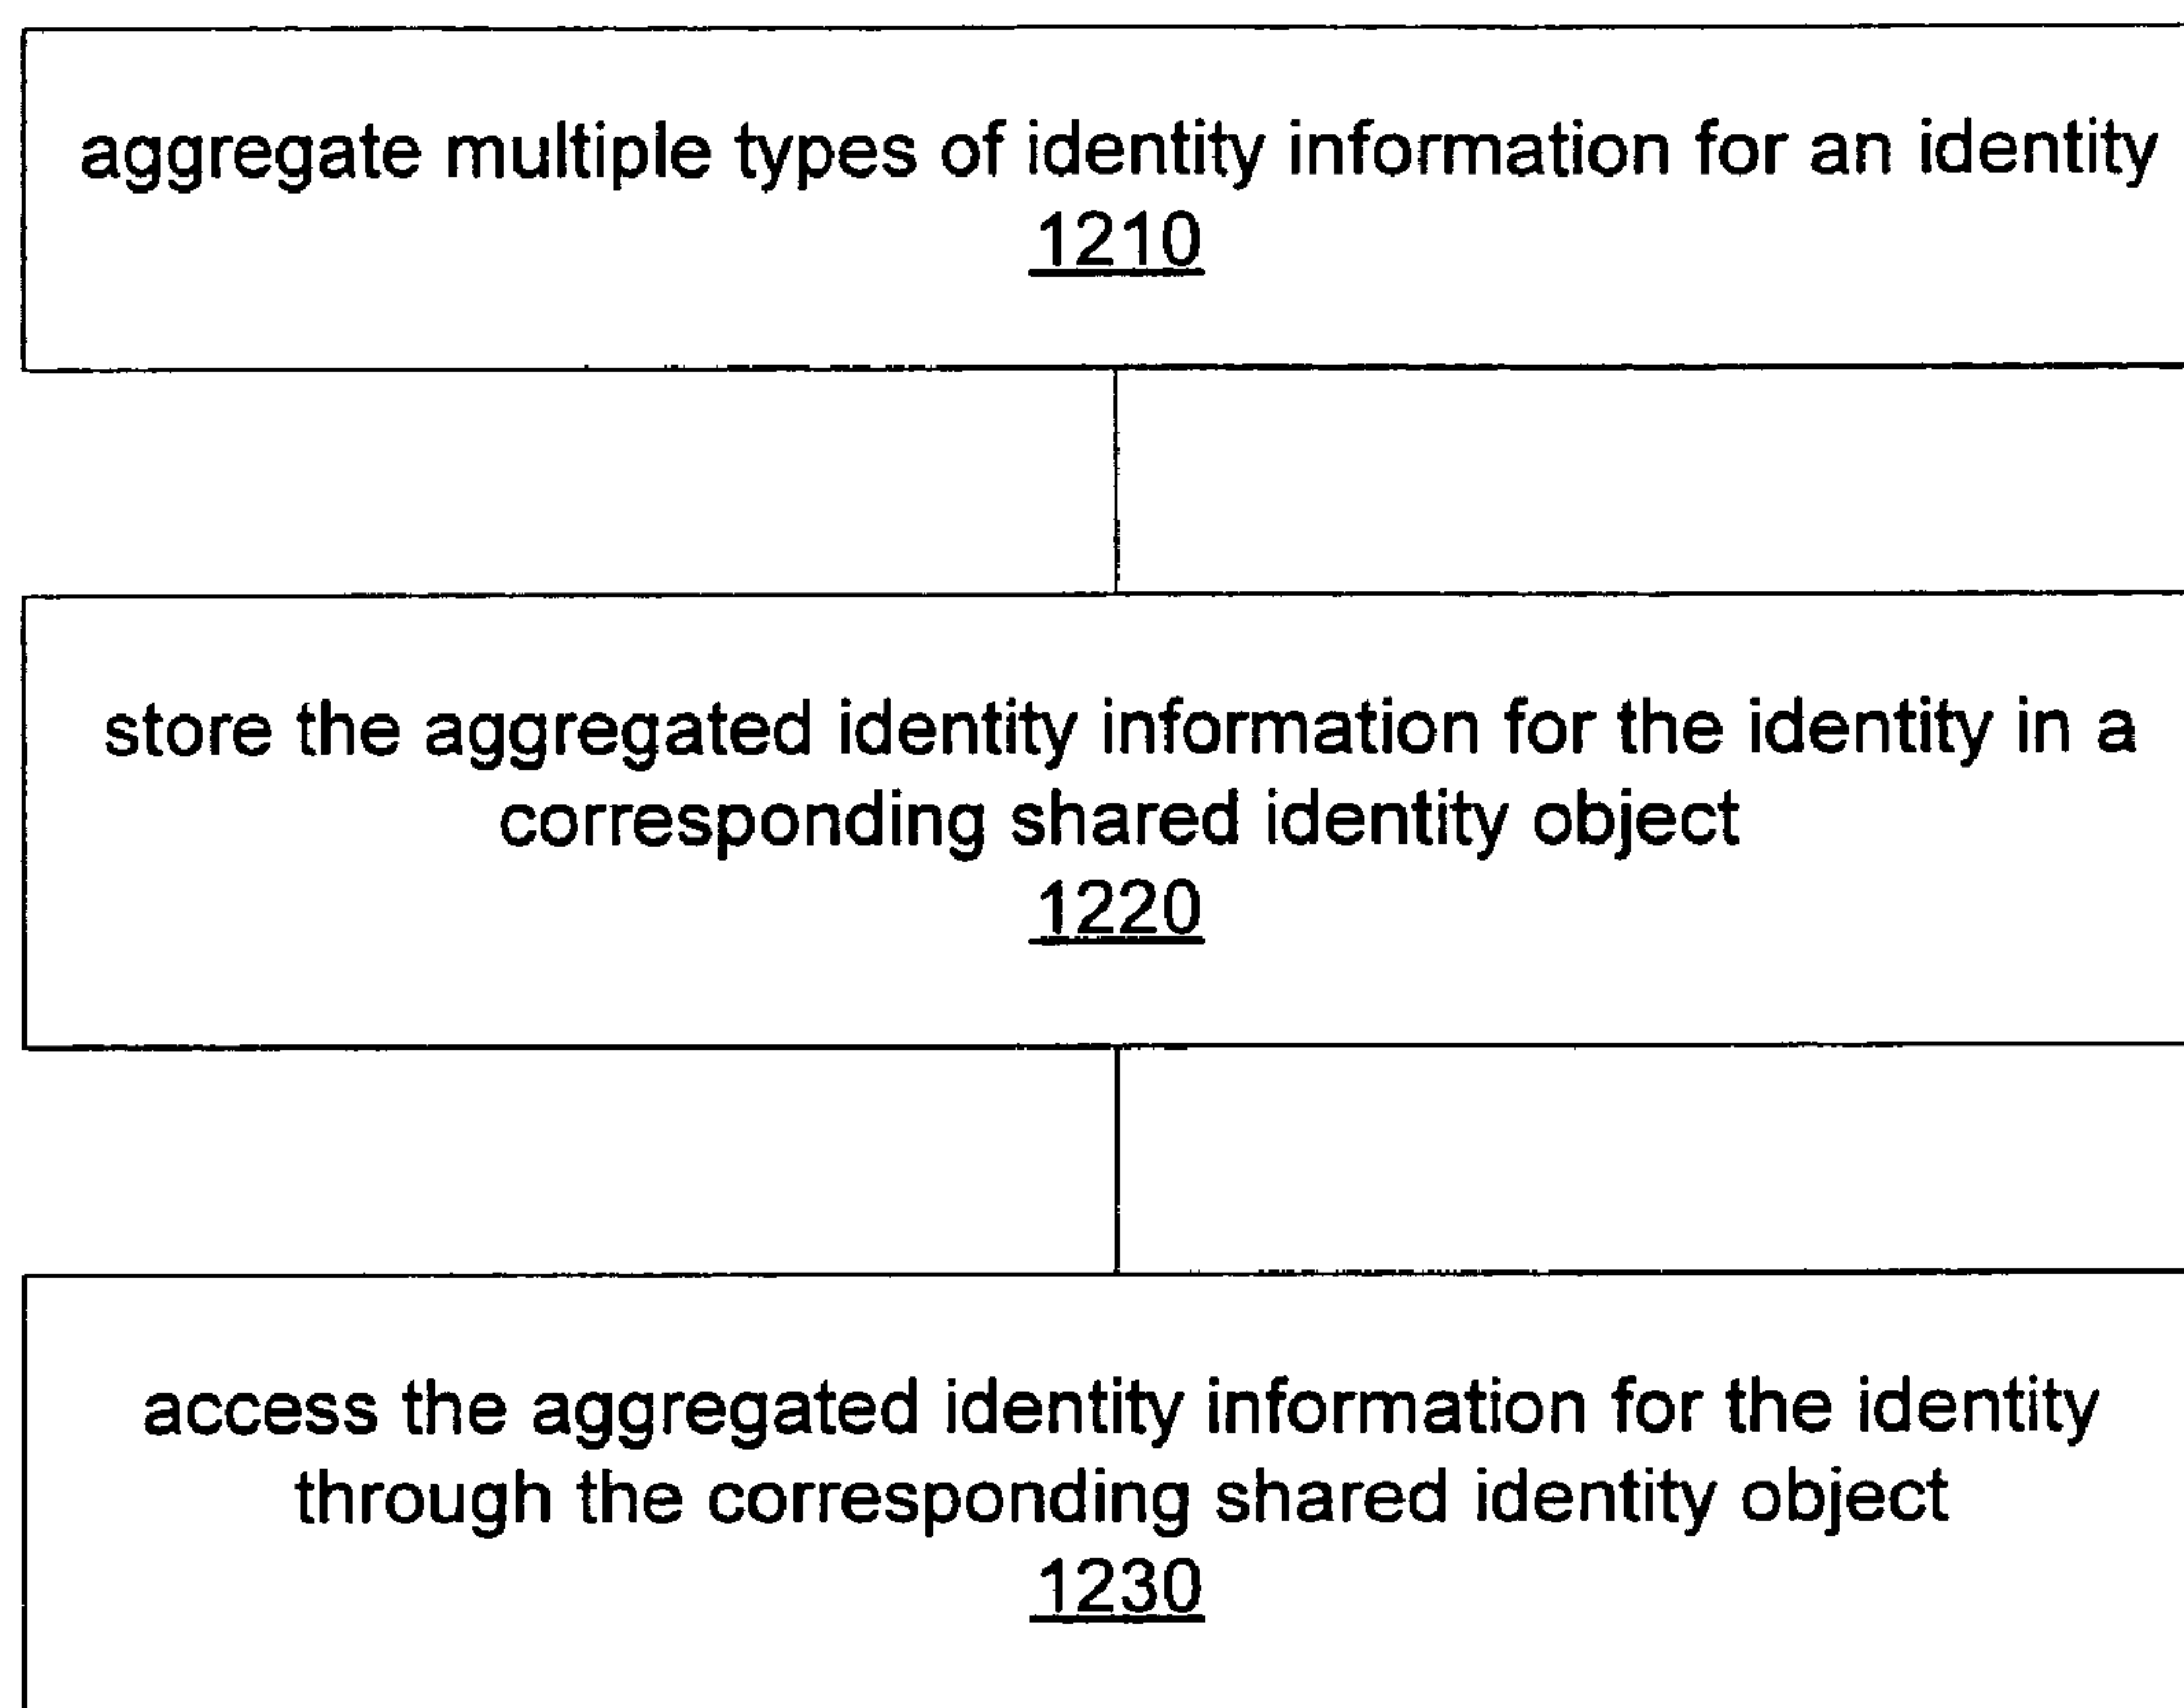 aggregate multiple types of identity information for an identity
1210
store the aggregated identity information for the identity in a
corresponding shared identity object
1220
access the aggregated identity information for the identity
through the corresponding shared identity object
1230